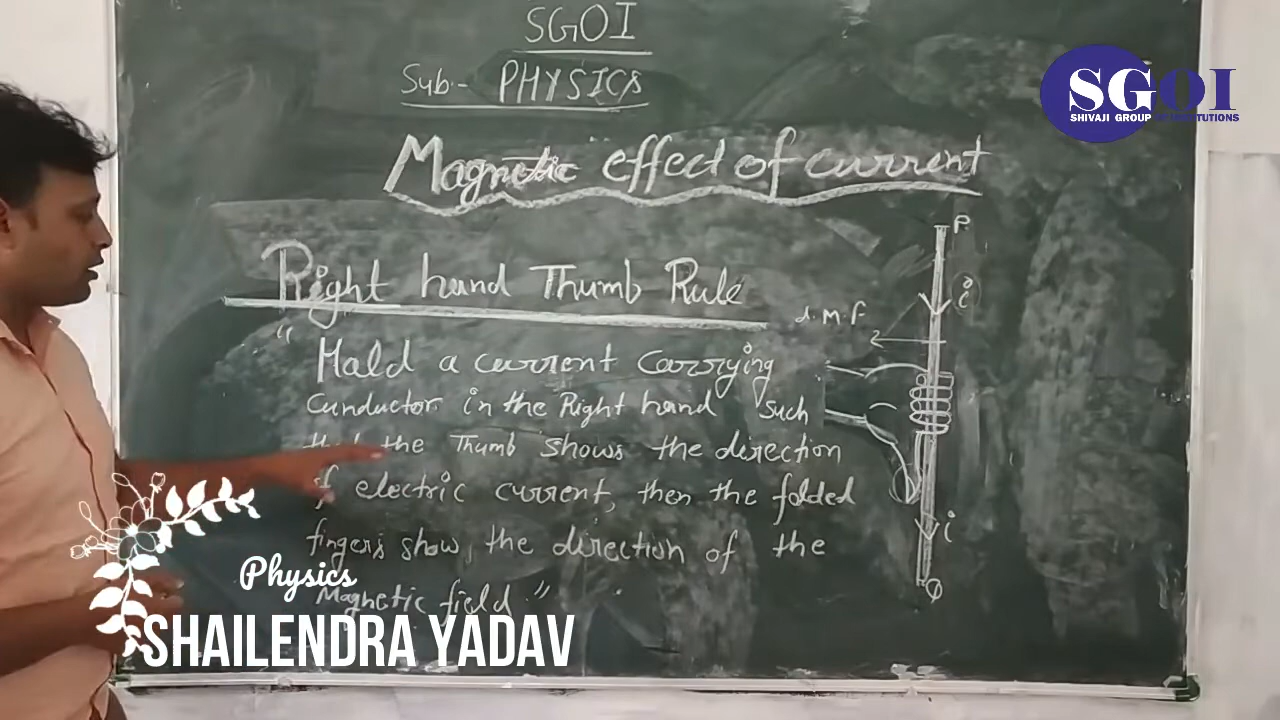 SGOI
Sub:- PHYSICS
SGOI
SHIVAJI GROUP OF INSTITUTIONS
Magnetic effect of current
Right hand Thumb Rule
"Hald a current carrying
cunductor in the Right hand such
that the Thumb shows the direction
of electric current, then the folded
fingers show, the direction of the
Magnetic field."
P
i
d.M.F
i
Q
Physics
SHAILENDRA YADAV